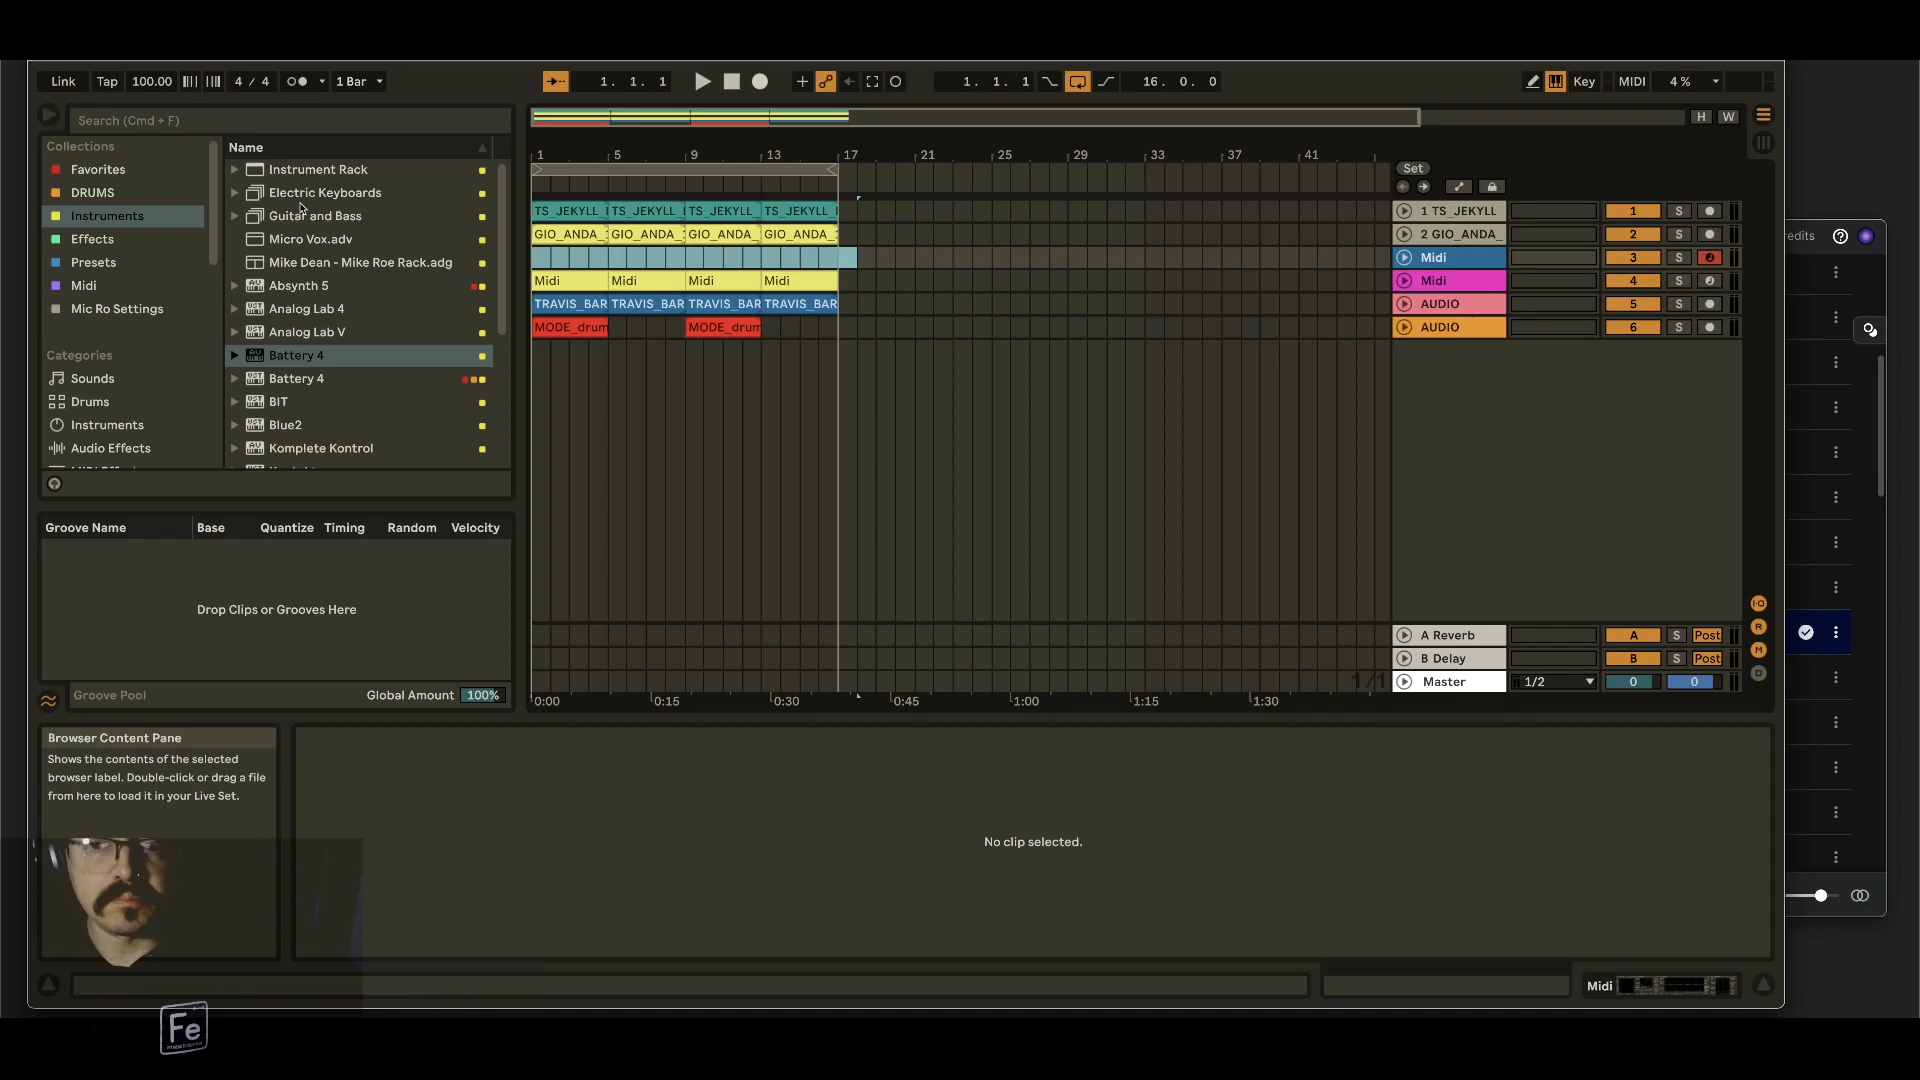 Link Tap 100.00 4 / 4 1 Bar 1. 1. 1 1. 1. 1 16. 0. 0 Key MIDI 4 %
Search (Cmd + F)
H W
Collections
Favorites
DRUMS
Instruments
Effects
Presets
Midi
Mic Ro Settings
Categories
Sounds
Drums
Instruments
Audio Effects
Name
Instrument Rack
Electric Keyboards
Guitar and Bass
Micro Vox.adv
Mike Dean - Mike Roe Rack.adg
Absynth 5
Analog Lab 4
Analog Lab V
Battery 4
Battery 4
BIT
Blue2
Komplete Kontrol
1 5 9 13 17 21 25 29 33 37 41
Set
TS_JEKYLL_ TS_JEKYLL_ TS_JEKYLL_ TS_JEKYLL_ 1 TS_JEKYLL 1 S
GIO_ANDA_ GIO_ANDA_ GIO_ANDA_ GIO_ANDA_ 2 GIO_ANDA_ 2 S
Midi 3 S
Midi Midi Midi Midi Midi 4 S
TRAVIS_BAR TRAVIS_BAR TRAVIS_BAR TRAVIS_BAR AUDIO 5 S
MODE_drum MODE_drum AUDIO 6 S
A Reverb A S Post
B Delay B S Post
1/1 Master 1/2 0 0
0:00 0:15 0:30 0:45 1:00 1:15 1:30
I·O
R
M
D
Groove Name Base Quantize Timing Random Velocity
Drop Clips or Grooves Here
Groove Pool Global Amount 100%
Browser Content Pane
Shows the contents of the selected
browser label. Double-click or drag a file
from here to load it in your Live Set.
No clip selected.
Midi
edits
Fe